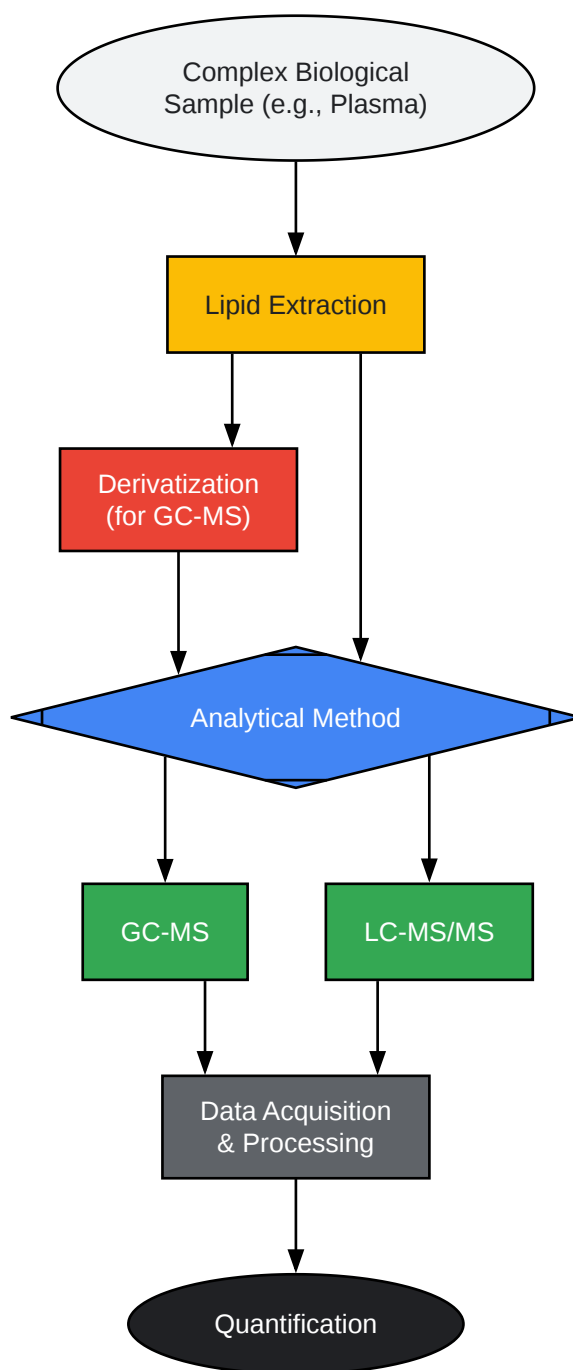 Complex Biological
Sample (e.g., Plasma)
Lipid Extraction
Derivatization
(for GC-MS)
Analytical Method
GC-MS
LC-MS/MS
Data Acquisition
& Processing
Quantification